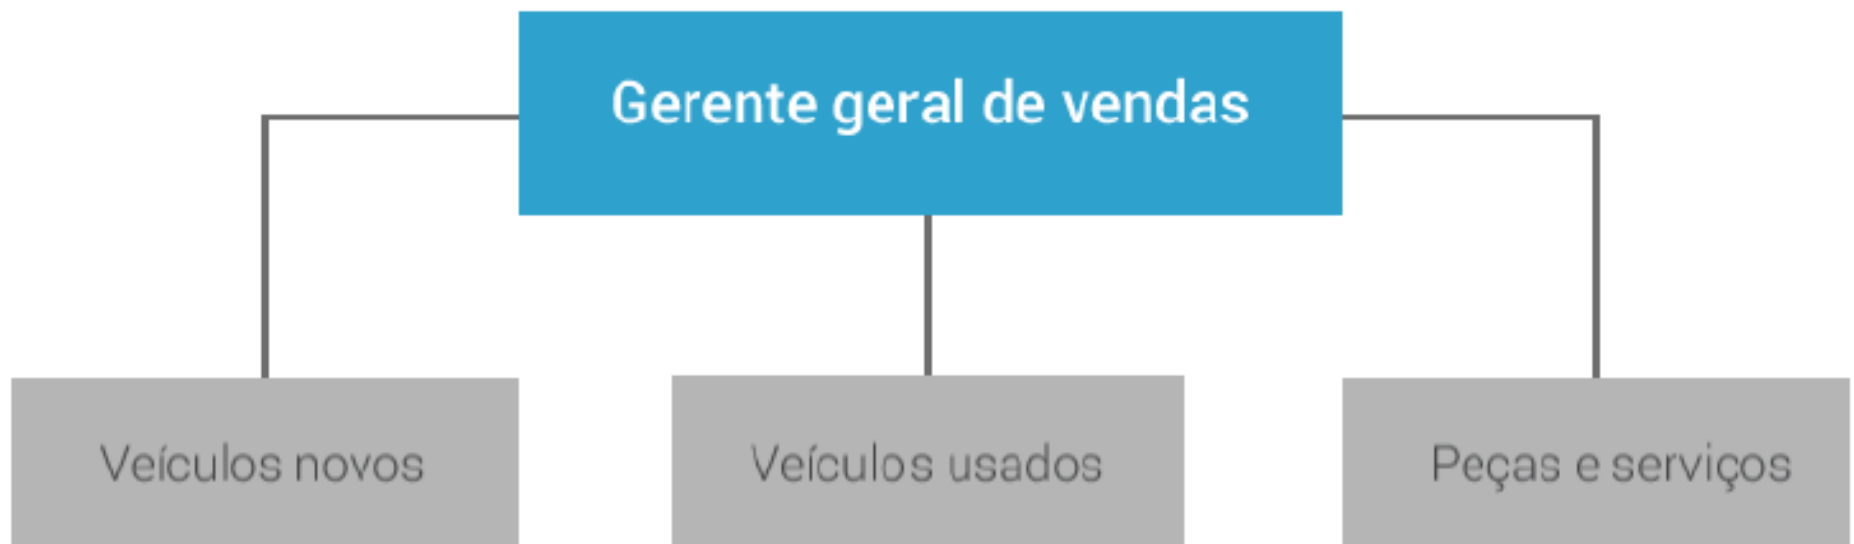 Gerente geral de vendas
Veículos novos
Veículos usados
Peças e serviços